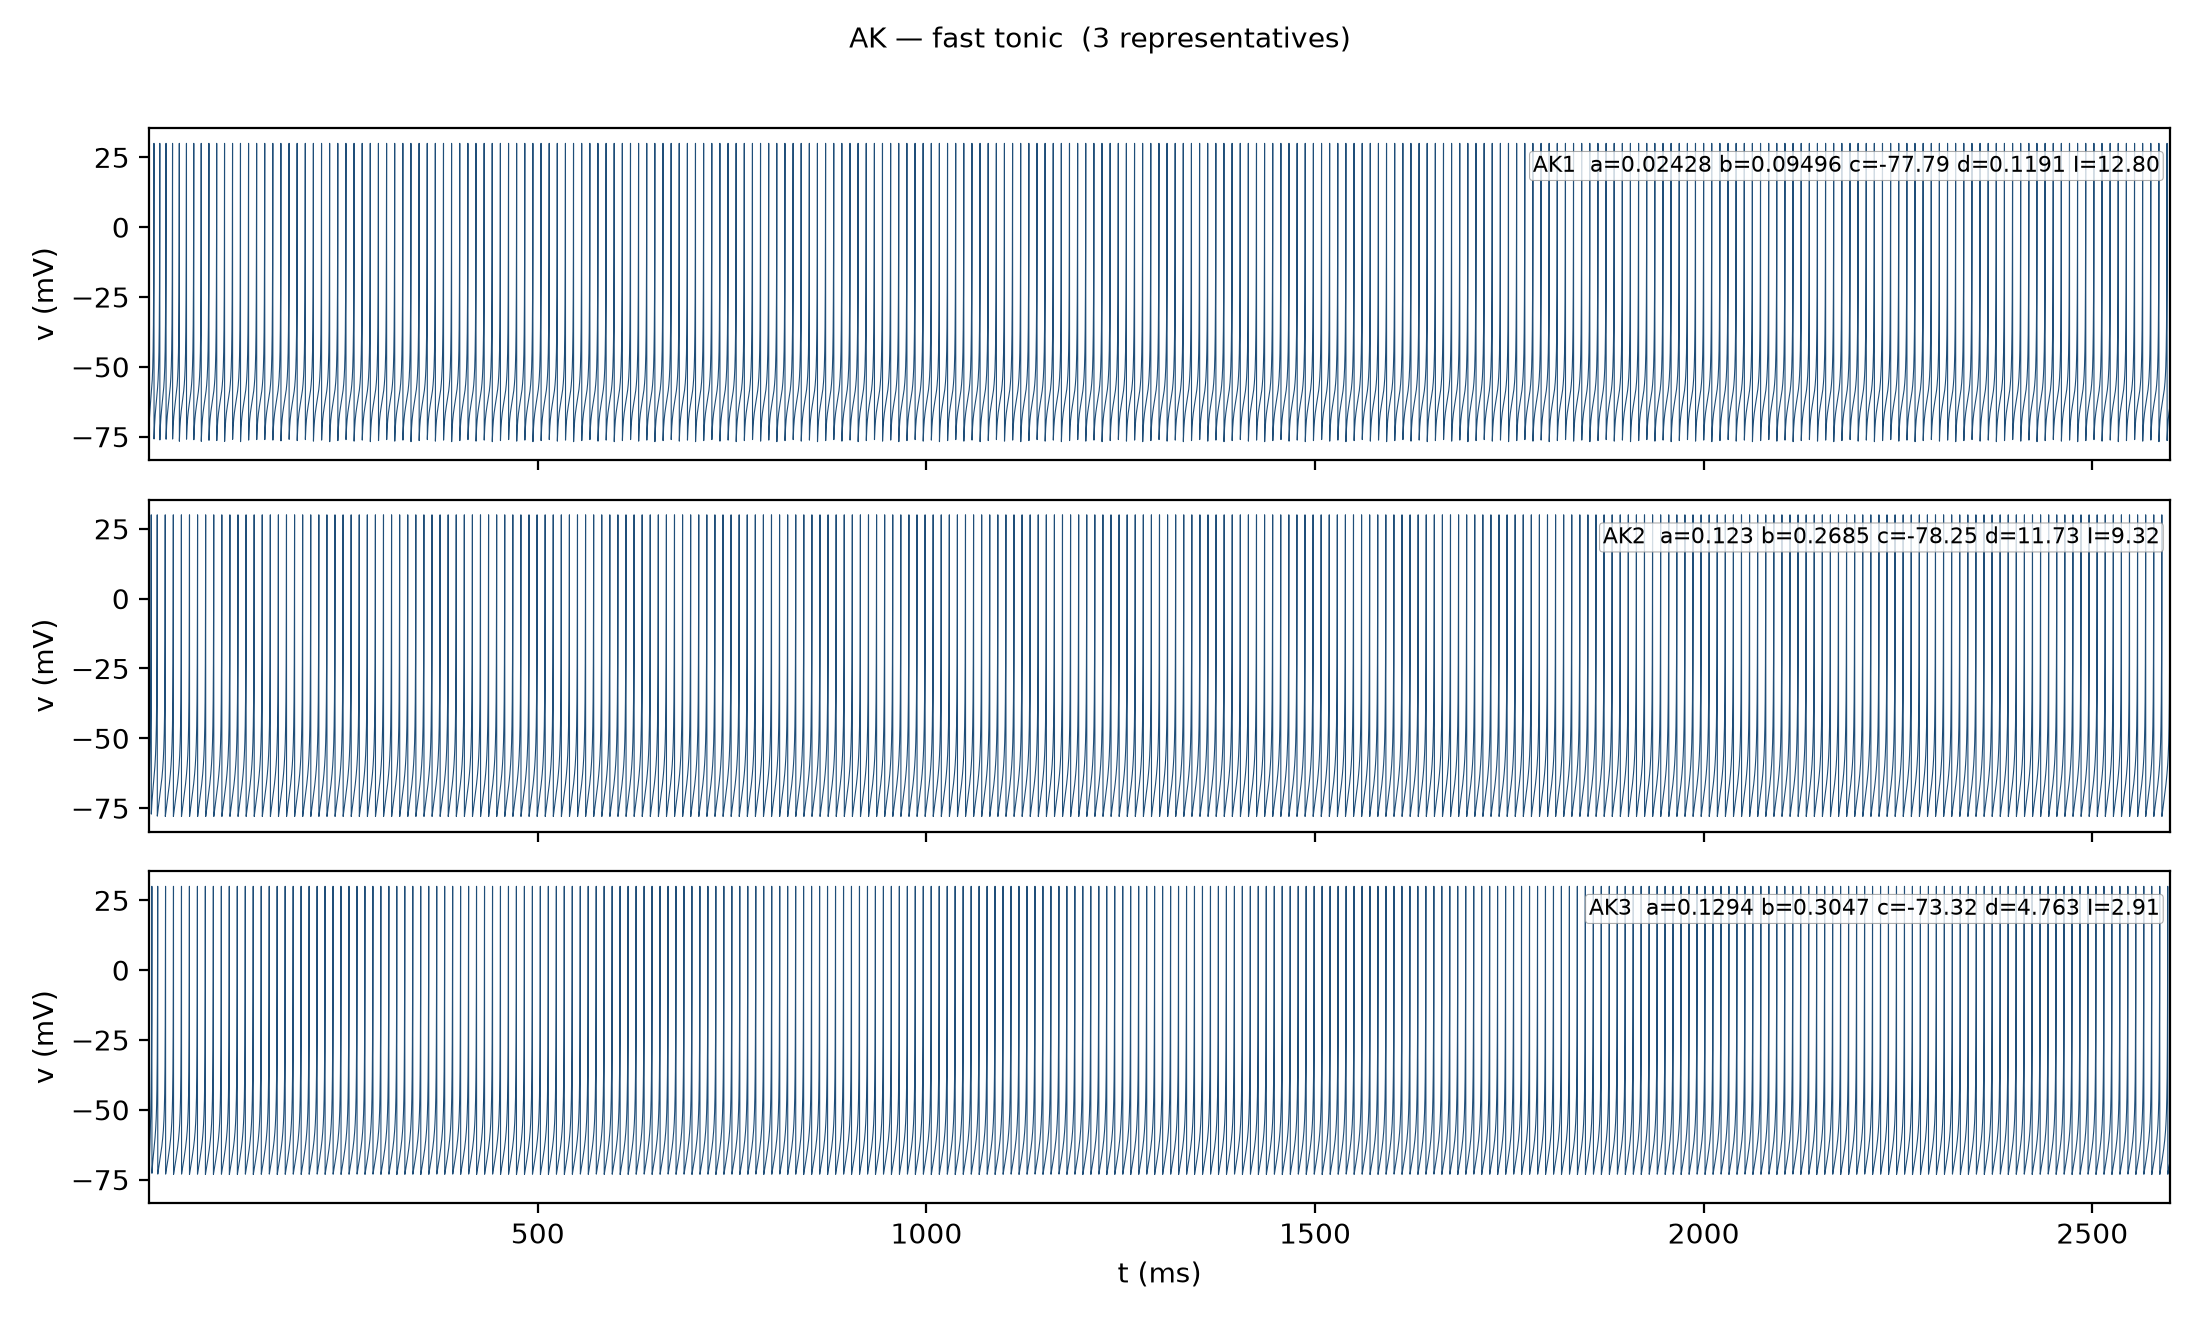 AK — fast tonic (3 representatives)
25
0
−25
−50
−75
v (mV)
AK1 a=0.02428 b=0.09496 c=-77.79 d=0.1191 I=12.80
25
0
−25
−50
−75
v (mV)
AK2 a=0.123 b=0.2685 c=-78.25 d=11.73 I=9.32
25
0
−25
−50
−75
v (mV)
AK3 a=0.1294 b=0.3047 c=-73.32 d=4.763 I=2.91
500 1000 1500 2000 2500
t (ms)